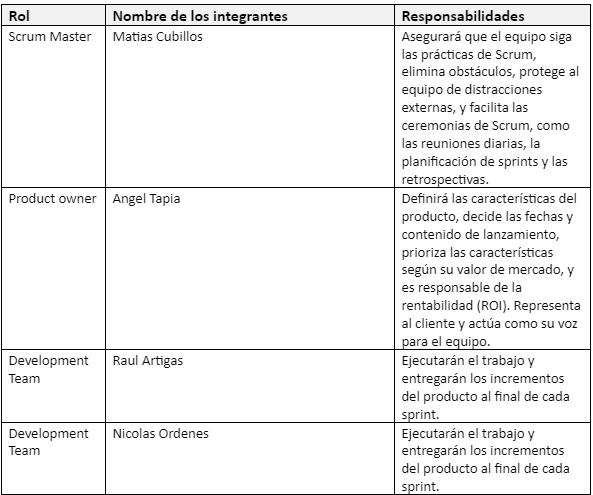 Rol
Nombre de los integrantes
Responsabilidades
Scrum Master
Matias Cubillos
Asegurará que el equipo siga
las prácticas de Scrum,
elimina obstáculos, protege al
equipo de distracciones
externas, y facilita las
ceremonias de Scrum, como
las reuniones diarias, la
planificación de sprints y las
retrospectivas.
Product owner
Angel Tapia
Definirá las características del
producto, decide las fechas y
contenido de lanzamiento,
prioriza las características
según su valor de mercado, y
es responsable de la
rentabilidad (ROI). Representa
al cliente y actúa como su voz
para el equipo.
Development
Team
Raul Artigas
Ejecutarán el trabajo y
entregarán los incrementos
del producto al final de cada
sprint.
Development
Team
Nicolas Ordenes
Ejecutarán el trabajo y
entregarán los incrementos
del producto al final de cada
sprint.